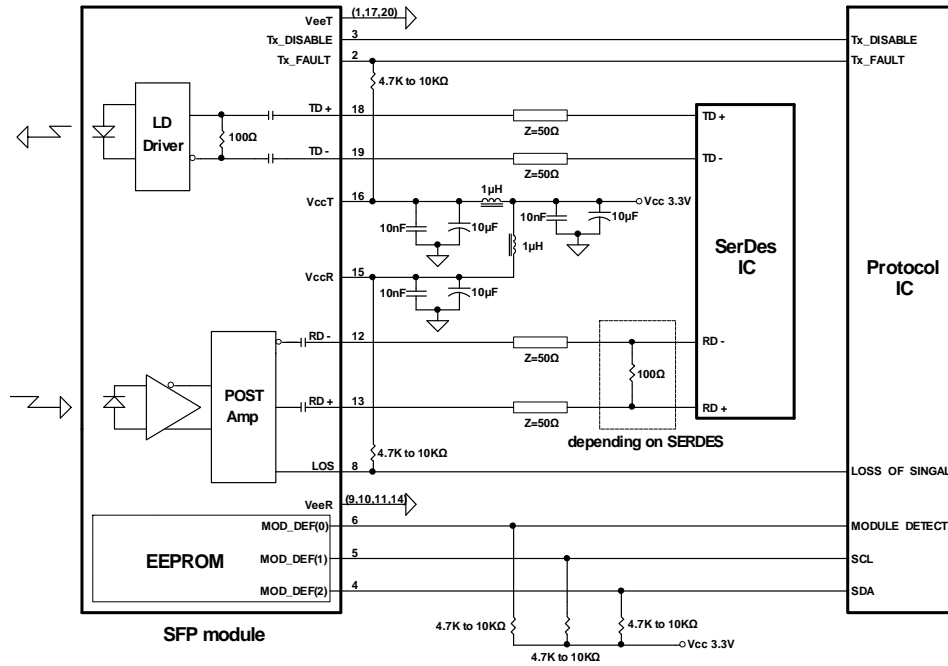 VeeT (1,17,20)
Tx_DISABLE 3 Tx_DISABLE
Tx_FAULT 2 Tx_FAULT
4.7K to 10KΩ
LD
Driver
100Ω
TD + 18 TD +
Z=50Ω
TD - 19 TD -
Z=50Ω
1µH
VccT 16 Vcc 3.3V
10nF 10µF 10nF 10µF
1µH
SerDes
IC
Protocol
IC
VccR 15
10nF 10µF
RD - 12 RD -
Z=50Ω
100Ω
POST
Amp
RD + 13 RD +
Z=50Ω
depending on SERDES
4.7K to 10KΩ
LOS 8 LOSS OF SINGAL
VeeR (9,10,11,14)
MOD_DEF(0) 6 MODULE DETECT
EEPROM
MOD_DEF(1) 5 SCL
MOD_DEF(2) 4 SDA
SFP module
4.7K to 10KΩ 4.7K to 10KΩ
Vcc 3.3V
4.7K to 10KΩ